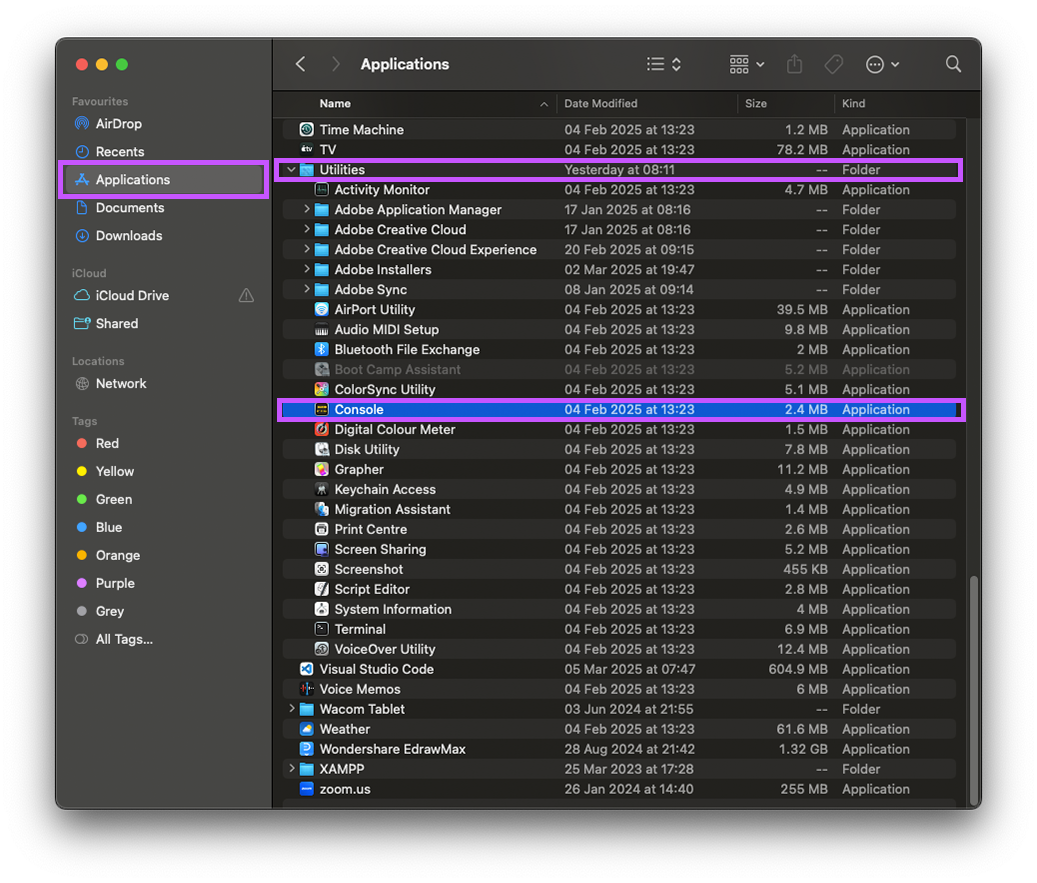 Applications
Favourites
AirDrop
Recents
Applications
Documents
Downloads
iCloud
iCloud Drive
Shared
Locations
Network
Tags
Red
Yellow
Green
Blue
Orange
Purple
Grey
All Tags...
Name Date Modified Size Kind
Time Machine 04 Feb 2025 at 13:23 1.2 MB Application
TV 04 Feb 2025 at 13:23 78.2 MB Application
Utilities Yesterday at 08:11 -- Folder
Activity Monitor 04 Feb 2025 at 13:23 4.7 MB Application
Adobe Application Manager 17 Jan 2025 at 08:16 -- Folder
Adobe Creative Cloud 17 Jan 2025 at 08:16 -- Folder
Adobe Creative Cloud Experience 20 Feb 2025 at 09:15 -- Folder
Adobe Installers 02 Mar 2025 at 19:47 -- Folder
Adobe Sync 08 Jan 2025 at 09:14 -- Folder
AirPort Utility 04 Feb 2025 at 13:23 39.5 MB Application
Audio MIDI Setup 04 Feb 2025 at 13:23 9.8 MB Application
Bluetooth File Exchange 04 Feb 2025 at 13:23 2 MB Application
Boot Camp Assistant 04 Feb 2025 at 13:23 5.2 MB Application
ColorSync Utility 04 Feb 2025 at 13:23 5.1 MB Application
Console 04 Feb 2025 at 13:23 2.4 MB Application
Digital Colour Meter 04 Feb 2025 at 13:23 1.5 MB Application
Disk Utility 04 Feb 2025 at 13:23 7.8 MB Application
Grapher 04 Feb 2025 at 13:23 11.2 MB Application
Keychain Access 04 Feb 2025 at 13:23 4.9 MB Application
Migration Assistant 04 Feb 2025 at 13:23 1.4 MB Application
Print Centre 04 Feb 2025 at 13:23 2.6 MB Application
Screen Sharing 04 Feb 2025 at 13:23 5.2 MB Application
Screenshot 04 Feb 2025 at 13:23 455 KB Application
Script Editor 04 Feb 2025 at 13:23 2.8 MB Application
System Information 04 Feb 2025 at 13:23 4 MB Application
Terminal 04 Feb 2025 at 13:23 6.9 MB Application
VoiceOver Utility 04 Feb 2025 at 13:23 12.4 MB Application
Visual Studio Code 05 Mar 2025 at 07:47 604.9 MB Application
Voice Memos 04 Feb 2025 at 13:23 6 MB Application
Wacom Tablet 03 Jun 2024 at 21:55 -- Folder
Weather 04 Feb 2025 at 13:23 61.6 MB Application
Wondershare EdrawMax 28 Aug 2024 at 21:42 1.32 GB Application
XAMPP 25 Mar 2023 at 17:28 -- Folder
zoom.us 26 Jan 2024 at 14:40 255 MB Application